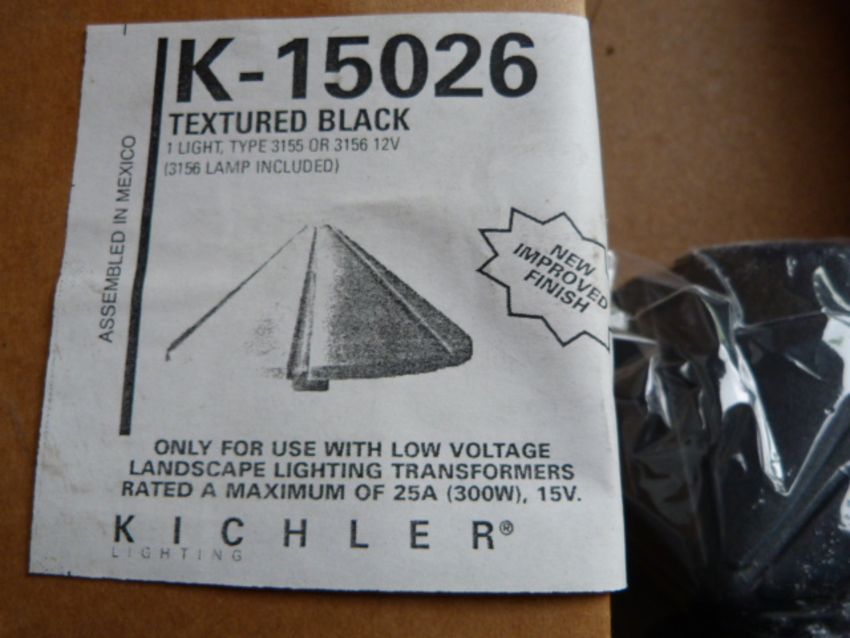 K-15026
TEXTURED BLACK
1 LIGHT, TYPE 3155 OR 3156 12V
(3156 LAMP INCLUDED)
ASSEMBLED IN MEXICO
NEW
IMPROVED
FINISH
ONLY FOR USE WITH LOW VOLTAGE
LANDSCAPE LIGHTING TRANSFORMERS
RATED A MAXIMUM OF 25A (300W), 15V.
KICHLER®
LIGHTING